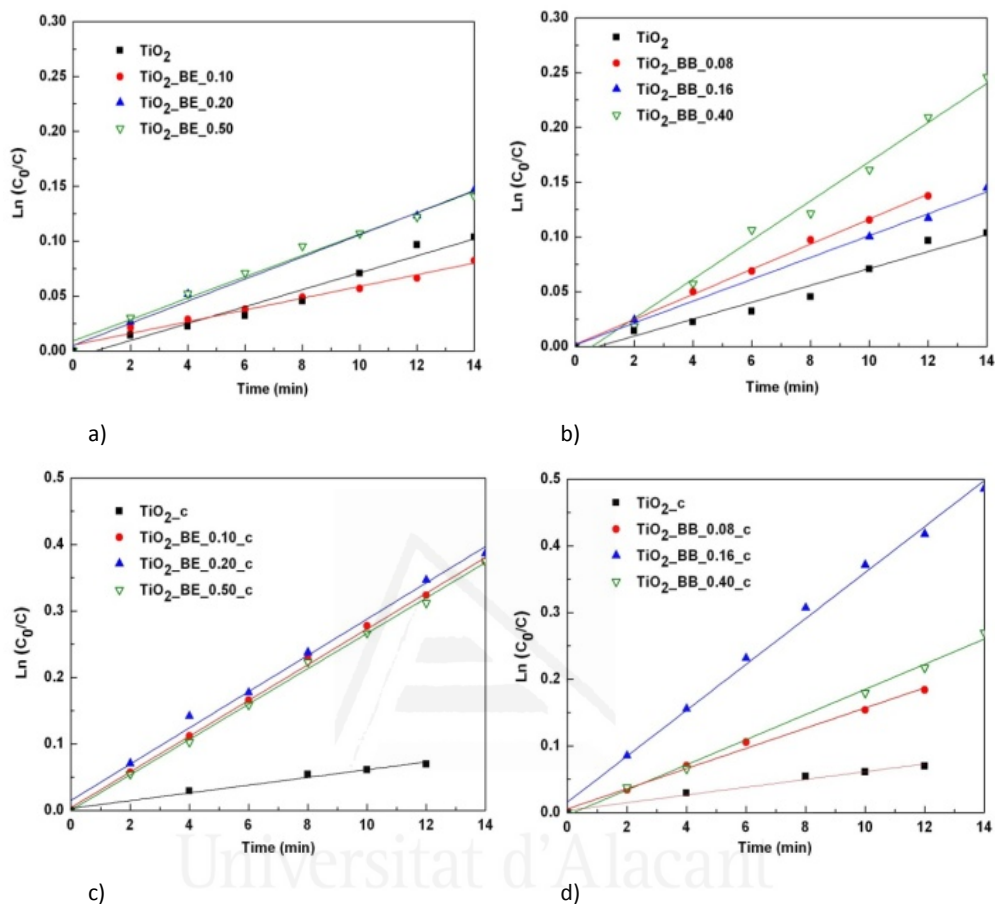 0.30
0.25
0.20
0.15
0.10
0.05
0.00
Ln (C₀/C)
TiO₂
TiO₂_BE_0.10
TiO₂_BE_0.20
TiO₂_BE_0.50
0 2 4 6 8 10 12 14
Time (min)
a)
0.30
0.25
0.20
0.15
0.10
0.05
0.00
Ln (C₀/C)
TiO₂
TiO₂_BB_0.08
TiO₂_BB_0.16
TiO₂_BB_0.40
0 2 4 6 8 10 12 14
Time (min)
b)
0.5
0.4
0.3
0.2
0.1
0.0
Ln (C₀/C)
TiO₂_c
TiO₂_BE_0.10_c
TiO₂_BE_0.20_c
TiO₂_BE_0.50_c
0 2 4 6 8 10 12 14
Time (min)
c)
0.5
0.4
0.3
0.2
0.1
0.0
Ln (C₀/C)
TiO₂_c
TiO₂_BB_0.08_c
TiO₂_BB_0.16_c
TiO₂_BB_0.40_c
0 2 4 6 8 10 12 14
Time (min)
d)
Universitat d'Alacant